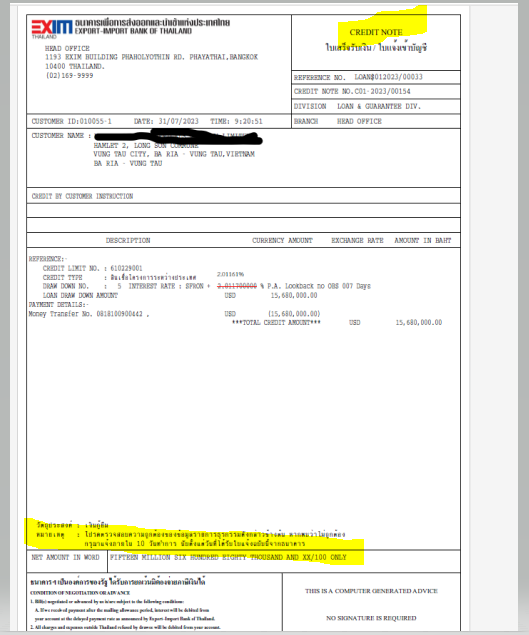 EXIM
THAILAND
ธนาคารเพื่อการส่งออกและนำเข้าแห่งประเทศไทย
EXPORT-IMPORT BANK OF THAILAND
HEAD OFFICE
1193 EXIM BUILDING PHAHOLYOTHIN RD. PHAYATHAI,BANGKOK
10400 THAILAND.
(02)169-9999
CREDIT NOTE
ใบเสร็จรับเงิน / ใบแจ้งเข้าบัญชี
REFERENCE NO. LOAN$012023/00033
CREDIT NOTE NO.C01-2023/00154
DIVISION LOAN & GUARANTEE DIV.
CUSTOMER ID:010055-1 DATE: 31/07/2023 TIME: 9:20:51 BRANCH HEAD OFFICE
CUSTOMER NAME :
HAMLET 2, LONG SON COMMUNE
VUNG TAU CITY, BA RIA - VUNG TAU,VIETNAM
BA RIA - VUNG TAU
CREDIT BY CUSTOMER INSTRUCTION
DESCRIPTION CURRENCY AMOUNT EXCHANGE RATE AMOUNT IN BAHT
REFERENCE:-
CREDIT LIMIT NO. : 610229001
CREDIT TYPE : สินเชื่อโครงการระหว่างประเทศ
2.01161%
DRAW DOWN NO. : 5 INTEREST RATE : SFRON + 2.011700000 % P.A. Lookback no OBS 007 Days
LOAN DRAW DOWN AMOUNT USD 15,680,000.00
PAYMENT DETAILS:-
Money Transfer No. 0818100900442 . USD (15,680,000.00)
***TOTAL CREDIT AMOUNT*** USD 15,680,000.00
วัตถุประสงค์ : เงินกู้ยืม
หมายเหตุ : โปรดตรวจสอบความถูกต้องของข้อมูลรายการธุรกรรมดังกล่าวข้างต้น หากพบว่าไม่ถูกต้อง
กรุณาแจ้งภายใน 10 วันทำการ นับตั้งแต่วันที่ได้รับใบแจ้งฉบับนี้จากธนาคาร
NET AMOUNT IN WORD FIFTEEN MILLION SIX HUNDRED EIGHTY THOUSAND AND XX/100 ONLY
ธนาคารฯ เป็นองค์การของรัฐ ได้รับการยกเว้นมิต้องจ่ายภาษีเงินได้
CONDITION OF NEGOTIATION OR ADVANCE
1. Bill(s) negotiated or advanced by us is/are subject to the following conditions:
A. If we received payment after the mailing allowance period, interest will be debited from
your account at the delayed payment rate as announced by Export-Import Bank of Thailand.
2. All charges and expenses outside Thailand refused by drawee will be debited from your account.
THIS IS A COMPUTER GENERATED ADVICE
NO SIGNATURE IS REQUIRED